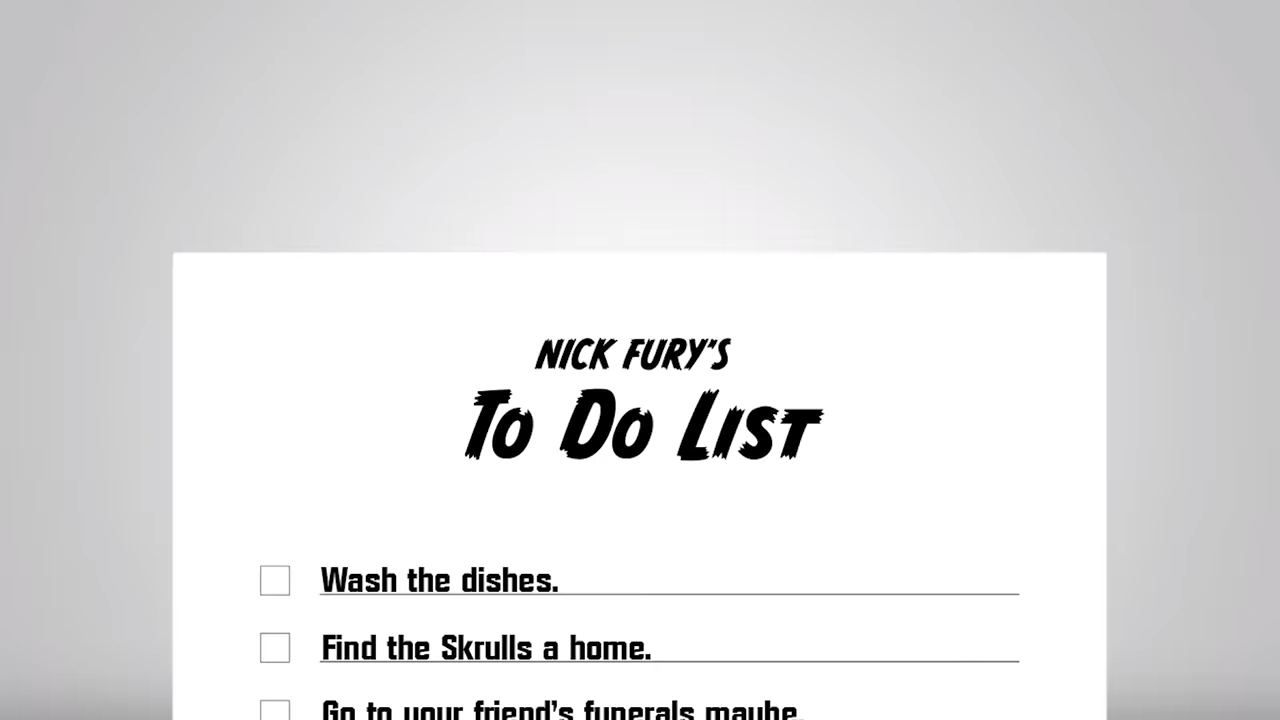 NICK FURY"S
To Do List
Wash the dishes.
Find the Skrulls a home.
Go to your friend's funerals maybe.